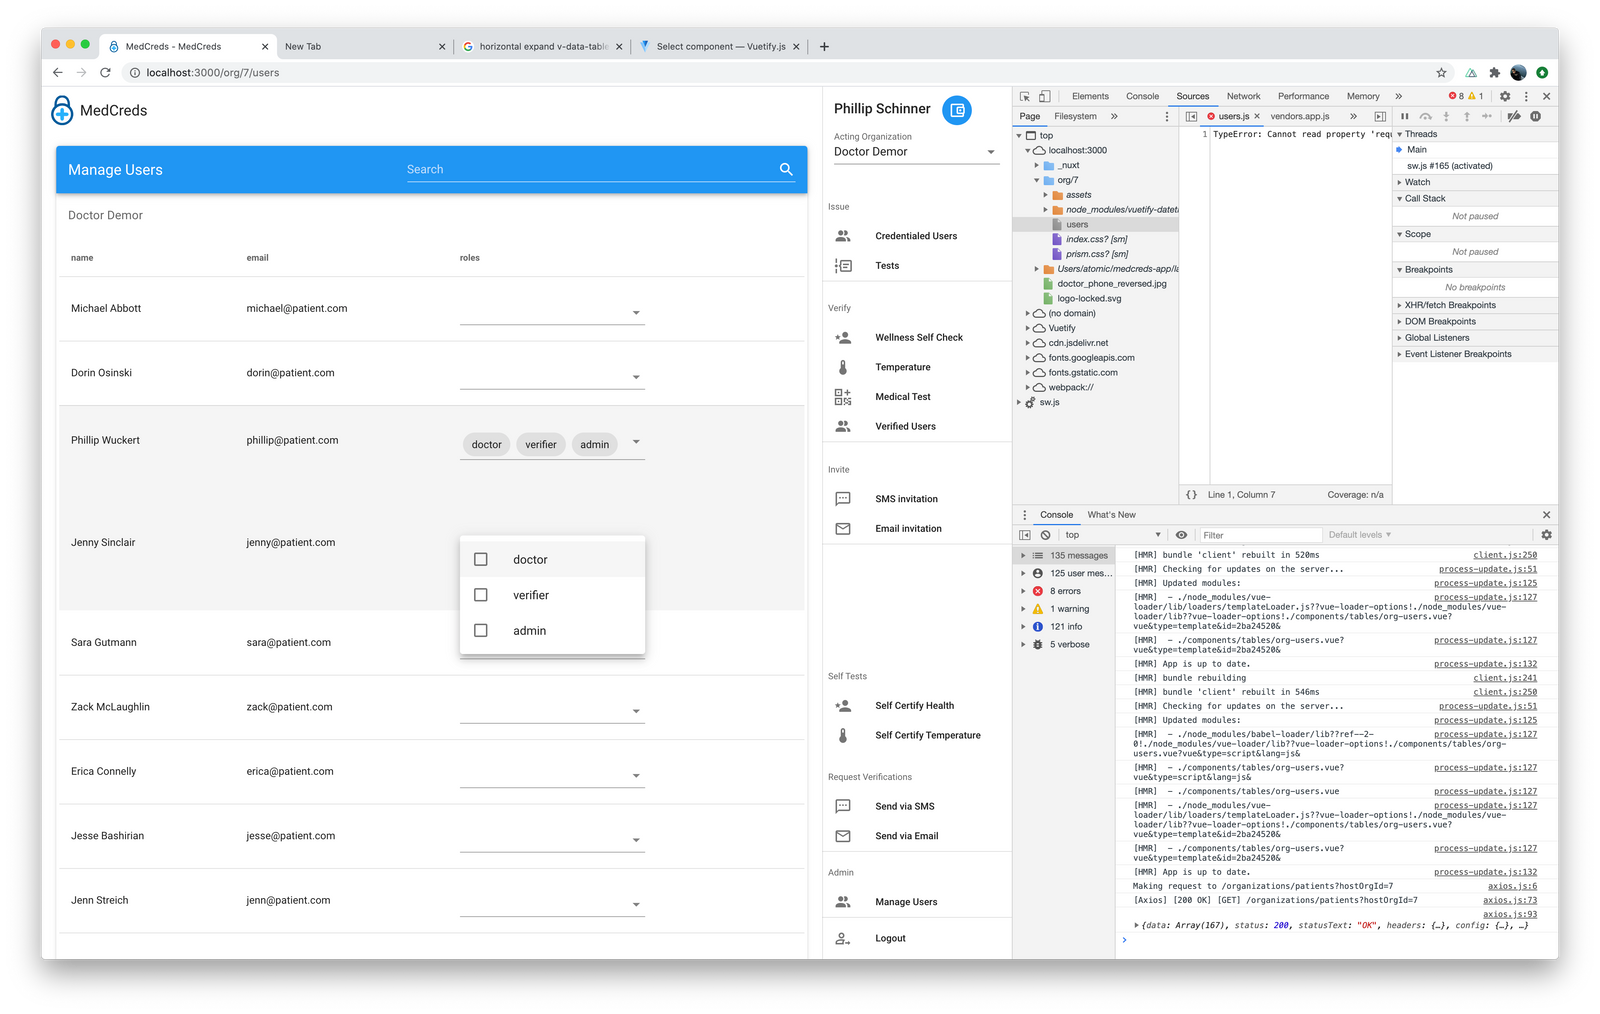 MedCreds - MedCreds
New Tab
horizontal expand v-data-table
Select component — Vuetify.js
localhost:3000/org/7/users
MedCreds
Manage Users
Search
Doctor Demor
name email roles
Michael Abbott michael@patient.com
Dorin Osinski dorin@patient.com
Phillip Wuckert phillip@patient.com doctor verifier admin
Jenny Sinclair jenny@patient.com
doctor
verifier
admin
Sara Gutmann sara@patient.com
Zack McLaughlin zack@patient.com
Erica Connelly erica@patient.com
Jesse Bashirian jesse@patient.com
Jenn Streich jenn@patient.com
Phillip Schinner
Acting Organization
Doctor Demor
Issue
Credentialed Users
Tests
Verify
Wellness Self Check
Temperature
Medical Test
Verified Users
Invite
SMS invitation
Email invitation
Self Tests
Self Certify Health
Self Certify Temperature
Request Verifications
Send via SMS
Send via Email
Admin
Manage Users
Logout
Elements Console Sources Network Performance Memory » 8 1
Page Filesystem »
top
localhost:3000
_nuxt
org/7
assets
node_modules/vuetify-dateti
users
index.css? [sm]
prism.css? [sm]
Users/atomic/medcreds-app/la
doctor_phone_reversed.jpg
logo-locked.svg
(no domain)
Vuetify
cdn.jsdelivr.net
fonts.googleapis.com
fonts.gstatic.com
webpack://
sw.js
users.js vendors.app.js »
1 TypeError: Cannot read property 'requ
{} Line 1, Column 7 Coverage: n/a
Threads
Main
sw.js #165 (activated)
Watch
Call Stack
Not paused
Scope
Not paused
Breakpoints
No breakpoints
XHR/fetch Breakpoints
DOM Breakpoints
Global Listeners
Event Listener Breakpoints
Console What's New
top Filter Default levels
135 messages
125 user mes...
8 errors
1 warning
121 info
5 verbose
[HMR] bundle 'client' rebuilt in 520ms client.js:250
[HMR] Checking for updates on the server... process-update.js:51
[HMR] Updated modules: process-update.js:125
[HMR]  - ./node_modules/vue- process-update.js:127
loader/lib/loaders/templateLoader.js??vue-loader-options!./node_modules/vue-
loader/lib??vue-loader-options!./components/tables/org-users.vue?
vue&type=template&id=2ba24520&
[HMR]  - ./components/tables/org-users.vue? process-update.js:127
vue&type=template&id=2ba24520&
[HMR] App is up to date. process-update.js:132
[HMR] bundle rebuilding client.js:241
[HMR] bundle 'client' rebuilt in 546ms client.js:250
[HMR] Checking for updates on the server... process-update.js:51
[HMR] Updated modules: process-update.js:125
[HMR]  - ./node_modules/babel-loader/lib??ref--2- process-update.js:127
0!./node_modules/vue-loader/lib??vue-loader-options!./components/tables/org-
users.vue?vue&type=script&lang=js&
[HMR]  - ./components/tables/org-users.vue? process-update.js:127
vue&type=script&lang=js&
[HMR]  - ./components/tables/org-users.vue process-update.js:127
[HMR]  - ./node_modules/vue- process-update.js:127
loader/lib/loaders/templateLoader.js??vue-loader-options!./node_modules/vue-
loader/lib??vue-loader-options!./components/tables/org-users.vue?
vue&type=template&id=2ba24520&
[HMR]  - ./components/tables/org-users.vue? process-update.js:127
vue&type=template&id=2ba24520&
[HMR] App is up to date. process-update.js:132
Making request to /organizations/patients?hostOrgId=7 axios.js:6
[Axios] [200 OK] [GET] /organizations/patients?hostOrgId=7 axios.js:73
axios.js:93
{data: Array(167), status: 200, statusText: "OK", headers: {…}, config: {…}, …}